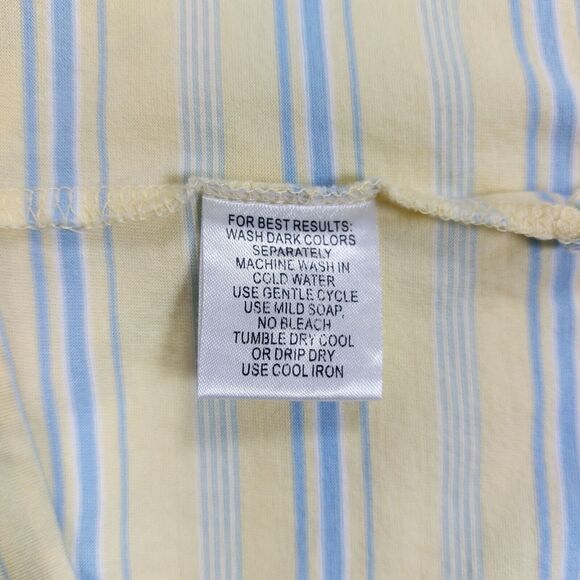 FOR BEST RESULTS:
WASH DARK COLORS
SEPARATELY
MACHINE WASH IN
COLD WATER
USE GENTLE CYCLE
USE MILD SOAP,
NO BLEACH
TUMBLE DRY COOL
OR DRIP DRY
USE COOL IRON